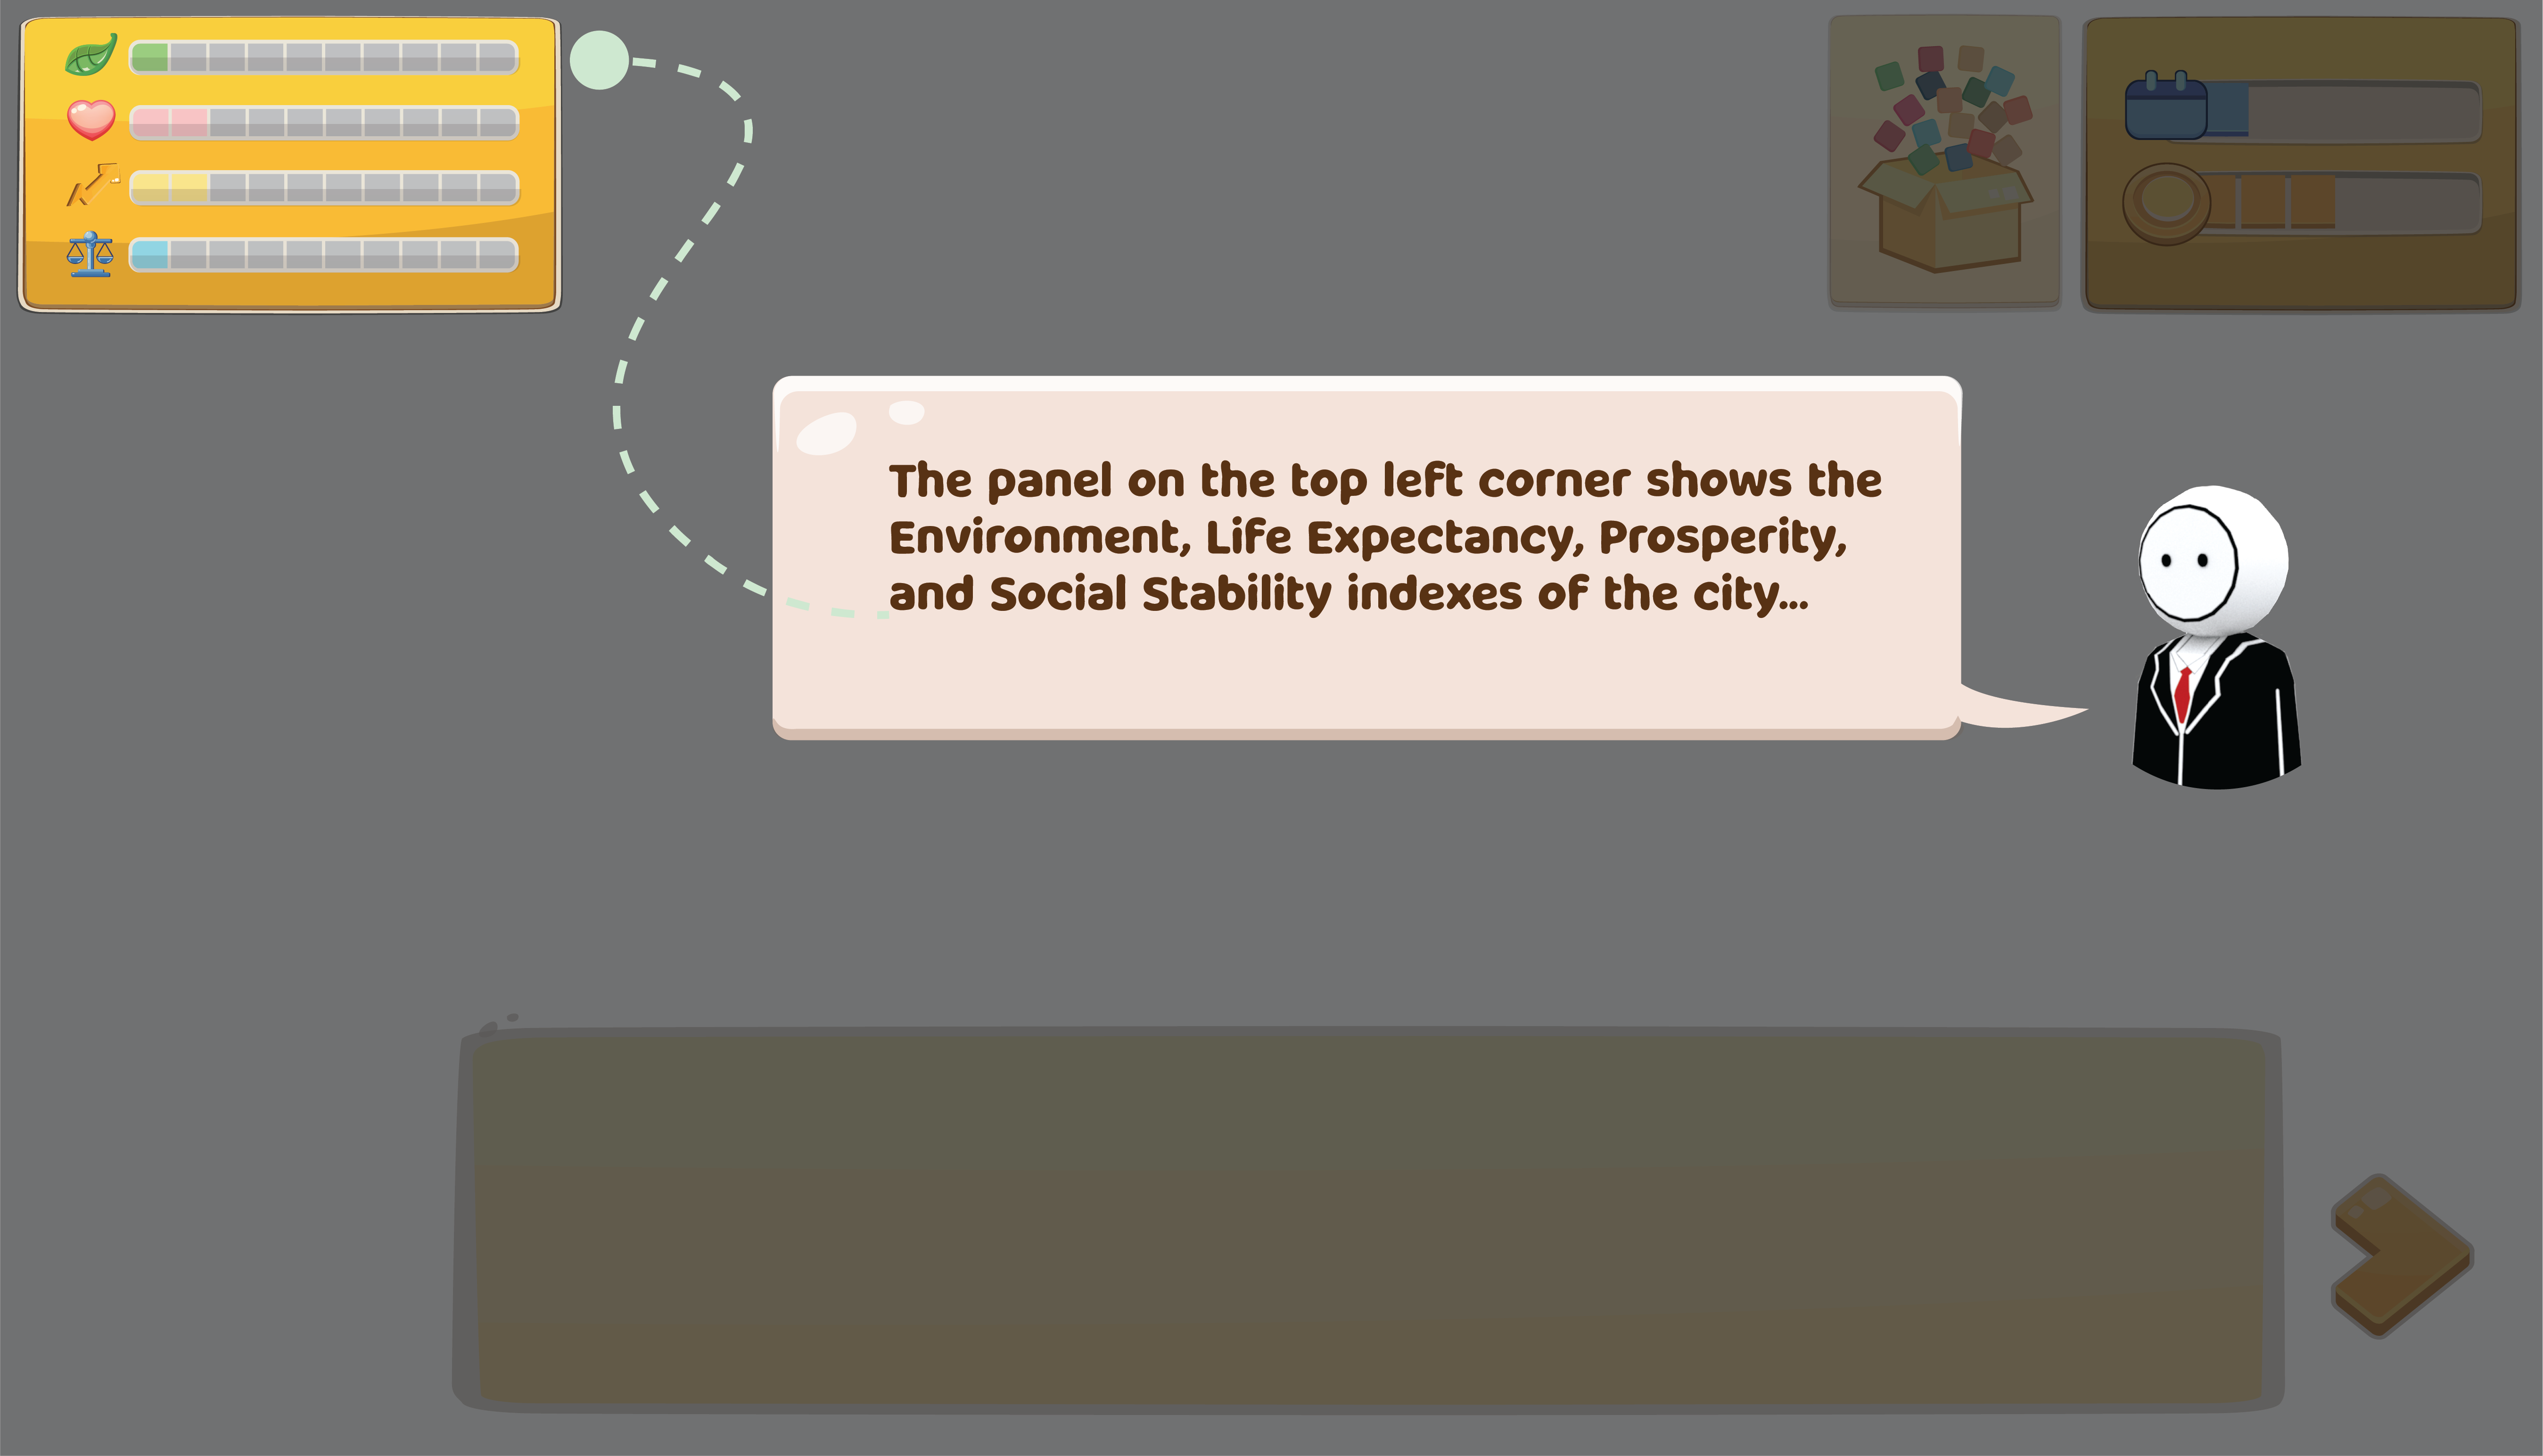 The panel on the top left corner shows the
Environment, Life Expectancy, Prosperity,
and Social Stability indexes of the city...